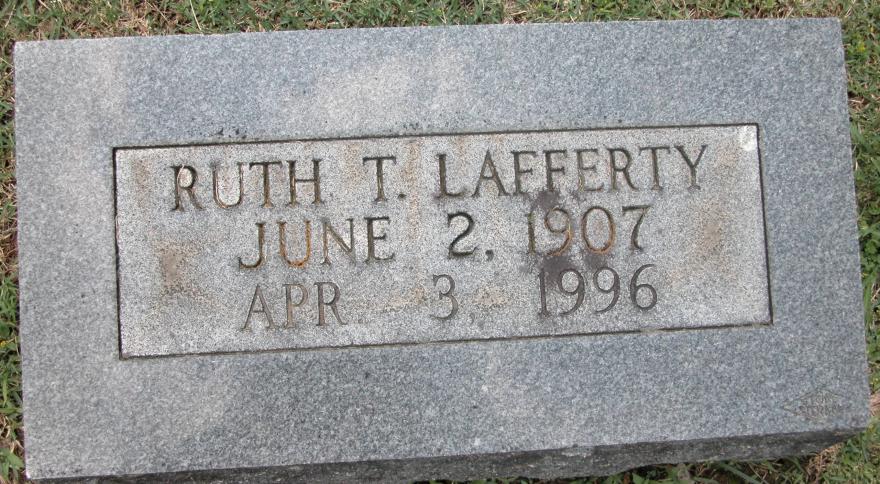 RUTH T. LAFFERTY
JUNE 2, 1907
APR. 3, 1996